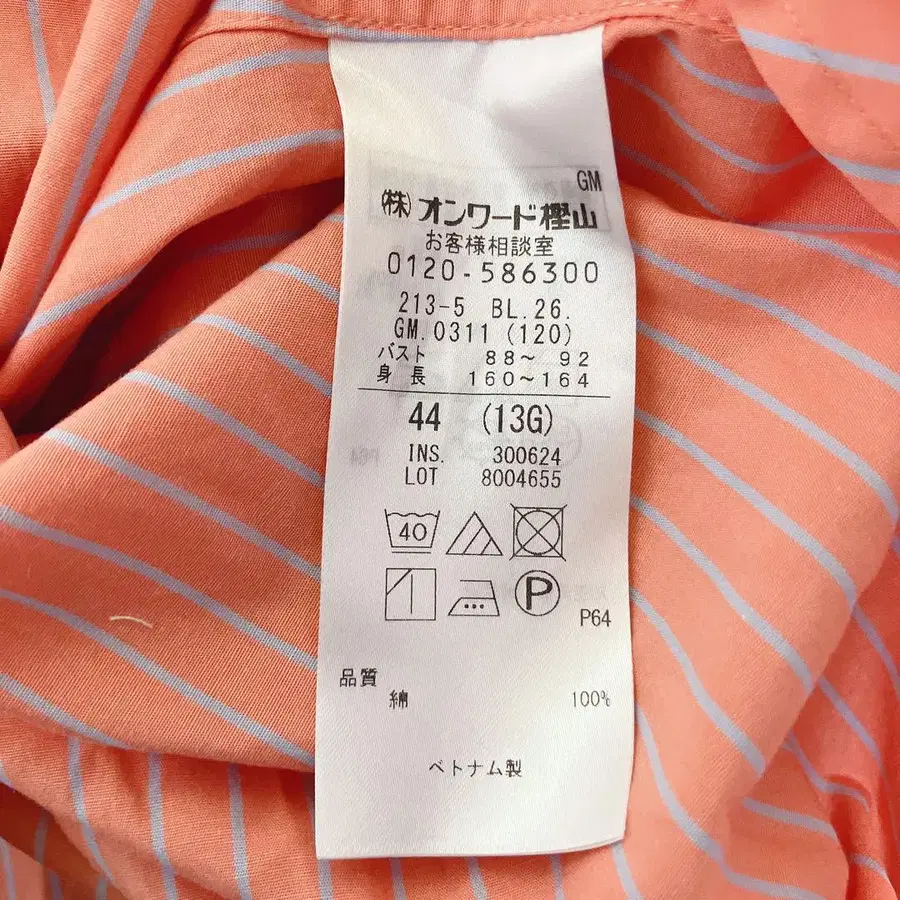 GM
㈱オンワード樫山
お客様相談室
0120-586300
213-5 BL.26.
GM.0311 (120)
バスト 88～ 92
身長 160～164
44 (13G)
INS. 300624
LOT 8004655
40
P
P64
品質
綿 100%
ベトナム製